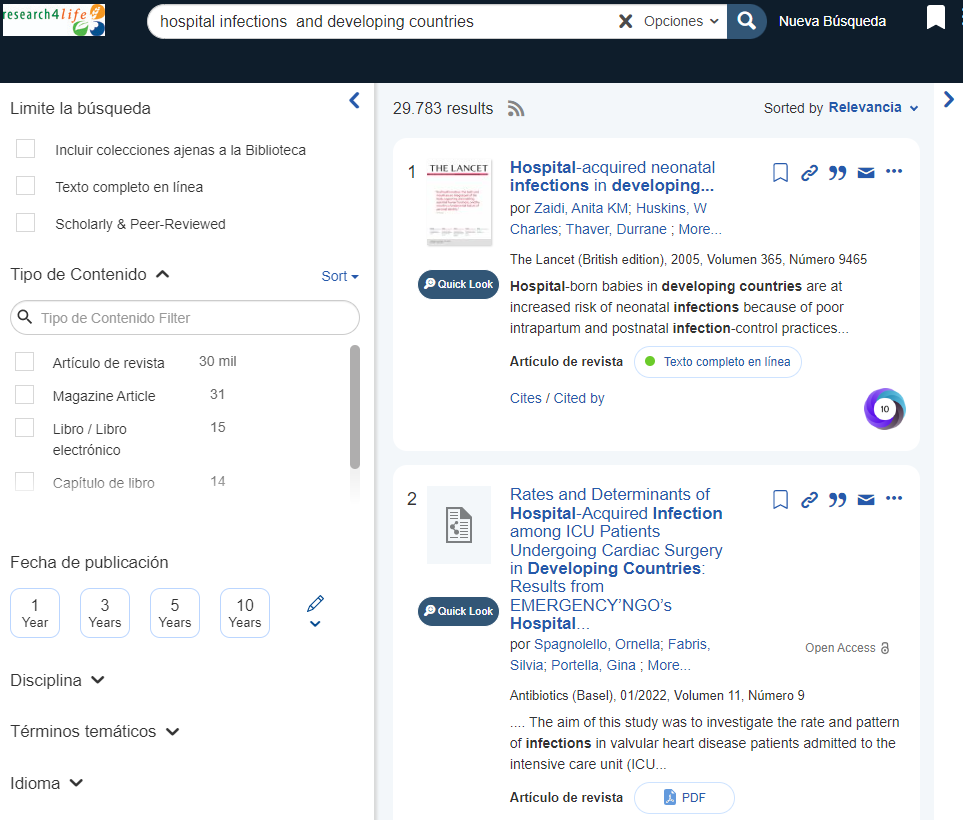 research4life
hospital infections and developing countries
Opciones
Nueva Búsqueda
Limite la búsqueda
Incluir colecciones ajenas a la Biblioteca
Texto completo en línea
Scholarly & Peer-Reviewed
Tipo de Contenido
Sort
Tipo de Contenido Filter
Artículo de revista 30 mil
Magazine Article 31
Libro / Libro 15
electrónico
Capítulo de libro 14
Fecha de publicación
1 3 5 10
Year Years Years Years
Disciplina
Términos temáticos
Idioma
29.783 results
Sorted by Relevancia
1
THE LANCET
Quick Look
Hospital-acquired neonatal
infections in developing...
por Zaidi, Anita KM; Huskins, W
Charles; Thaver, Durrane ; More...
The Lancet (British edition), 2005, Volumen 365, Número 9465
Hospital-born babies in developing countries are at
increased risk of neonatal infections because of poor
intrapartum and postnatal infection-control practices...
Artículo de revista Texto completo en línea
Cites / Cited by
10
2
Quick Look
Rates and Determinants of
Hospital-Acquired Infection
among ICU Patients
Undergoing Cardiac Surgery
in Developing Countries:
Results from
EMERGENCY’NGO’s
Hospital...
por Spagnolello, Ornella; Fabris,
Silvia; Portella, Gina ; More...
Open Access
Antibiotics (Basel), 01/2022, Volumen 11, Número 9
.... The aim of this study was to investigate the rate and pattern
of infections in valvular heart disease patients admitted to the
intensive care unit (ICU...
Artículo de revista PDF